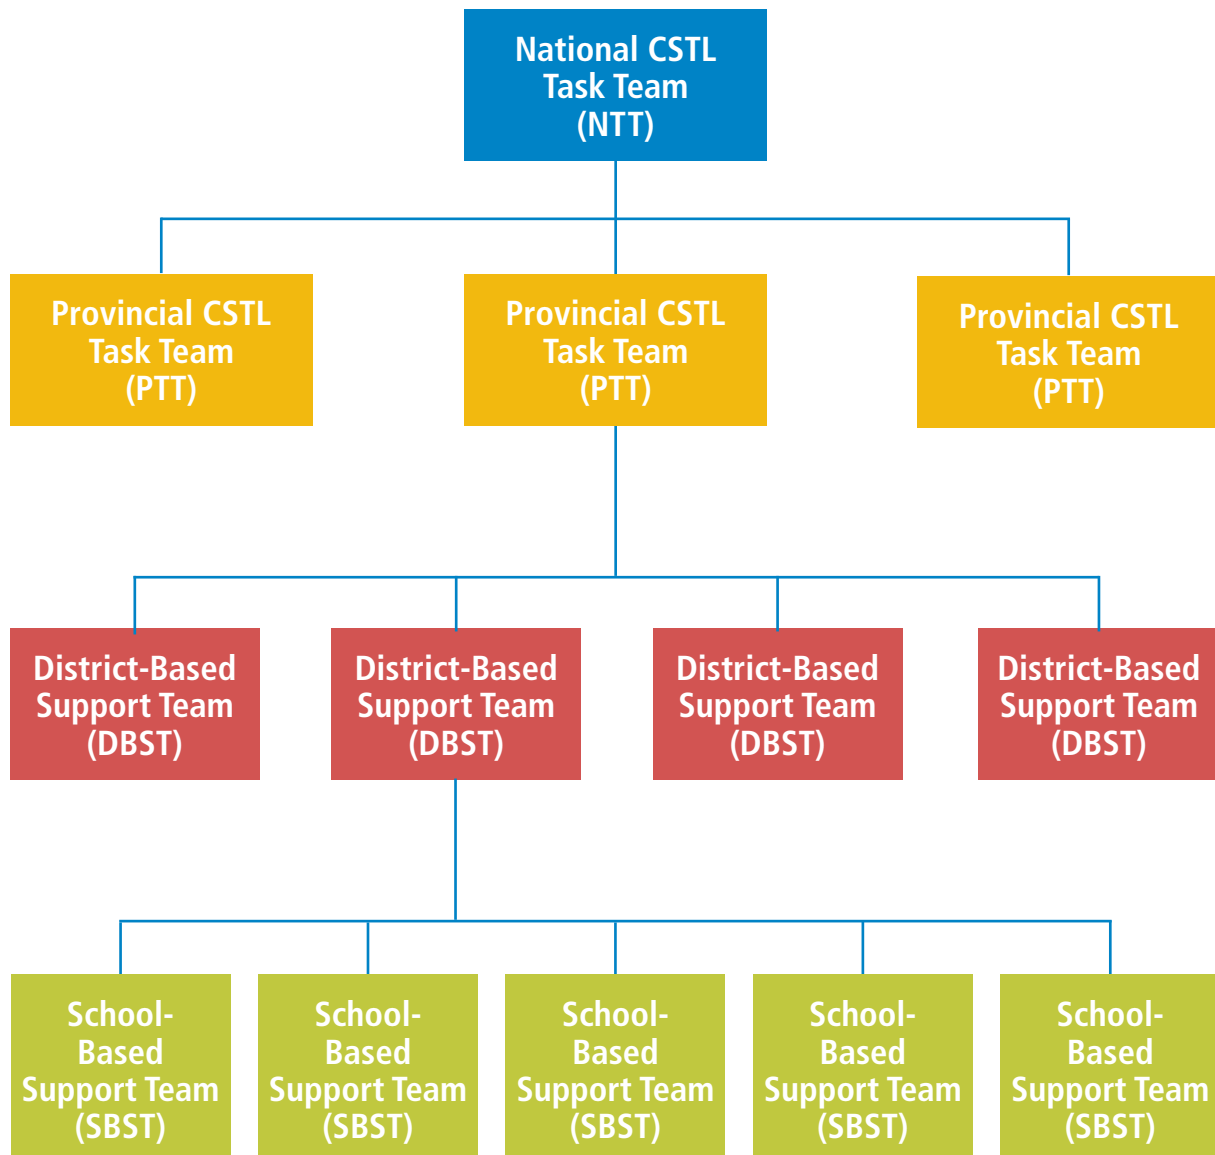 National CSTL
Task Team
(NTT)
Provincial CSTL
Task Team
(PTT)
Provincial CSTL
Task Team
(PTT)
Provincial CSTL
Task Team
(PTT)
District-Based
Support Team
(DBST)
District-Based
Support Team
(DBST)
District-Based
Support Team
(DBST)
District-Based
Support Team
(DBST)
School-
Based
Support Team
(SBST)
School-
Based
Support Team
(SBST)
School-
Based
Support Team
(SBST)
School-
Based
Support Team
(SBST)
School-
Based
Support Team
(SBST)